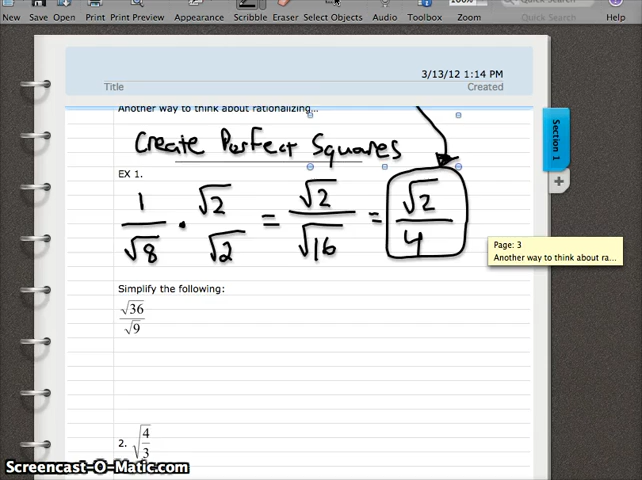 New Save Open Print Print Preview Appearance Scribble Eraser Select Objects Audio Toolbox Zoom Quick Search Help
3/13/12 1:14 PM
Title Created
Another way to think about rationalizing...
Create Perfect Squares
EX 1.
1/√8 · √2/√2 = √2/√16 = √2/4
Section 1
Page: 3
Another way to think about ra...
Simplify the following:
√36/√9
2. √(4/3)
Screencast-O-Matic.com